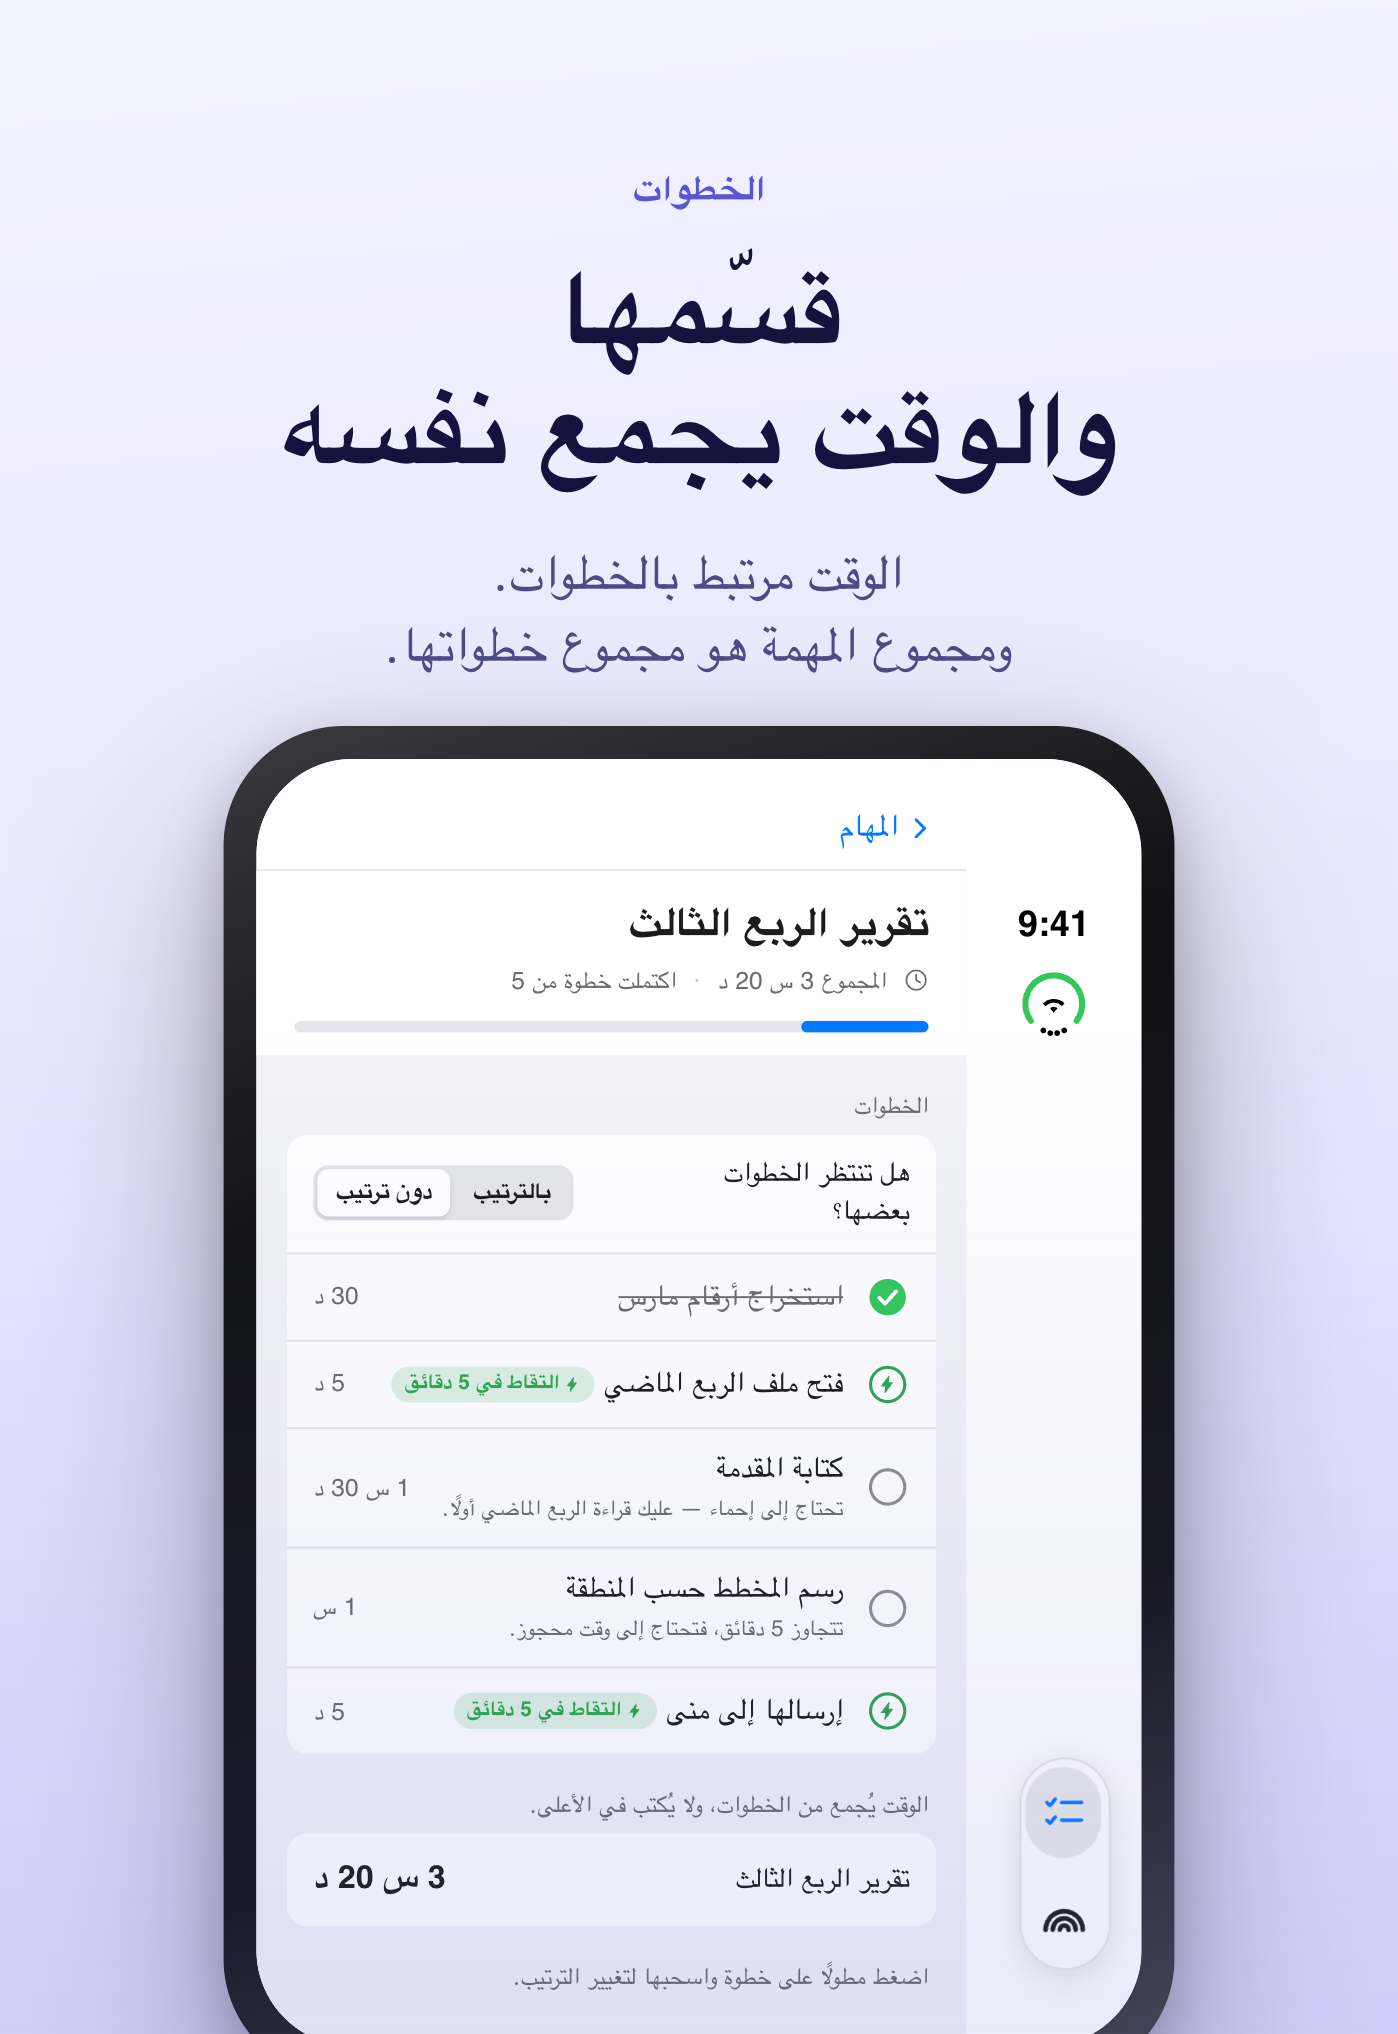 الخطوات
قسّمها
والوقت يجمع نفسه
الوقت مرتبط بالخطوات.
ومجموع المهمة هو مجموع خطواتها.
المهام
9:41
تقرير الربع الثالث
المجموع 3 س 20 د · اكتملت خطوة من 5
الخطوات
هل تنتظر الخطوات
بعضها؟
بالترتيب دون ترتيب
استخراج أرقام مارس 30 د
فتح ملف الربع الماضي التقاط في 5 دقائق 5 د
كتابة المقدمة 1 س 30 د
تحتاج إلى إحماء — عليك قراءة الربع الماضي أولًا.
رسم المخطط حسب المنطقة 1 س
تتجاوز 5 دقائق، فتحتاج إلى وقت محجوز.
إرسالها إلى منى التقاط في 5 دقائق 5 د
الوقت يُجمع من الخطوات، ولا يُكتب في الأعلى.
تقرير الربع الثالث 3 س 20 د
اضغط مطولًا على خطوة واسحبها لتغيير الترتيب.